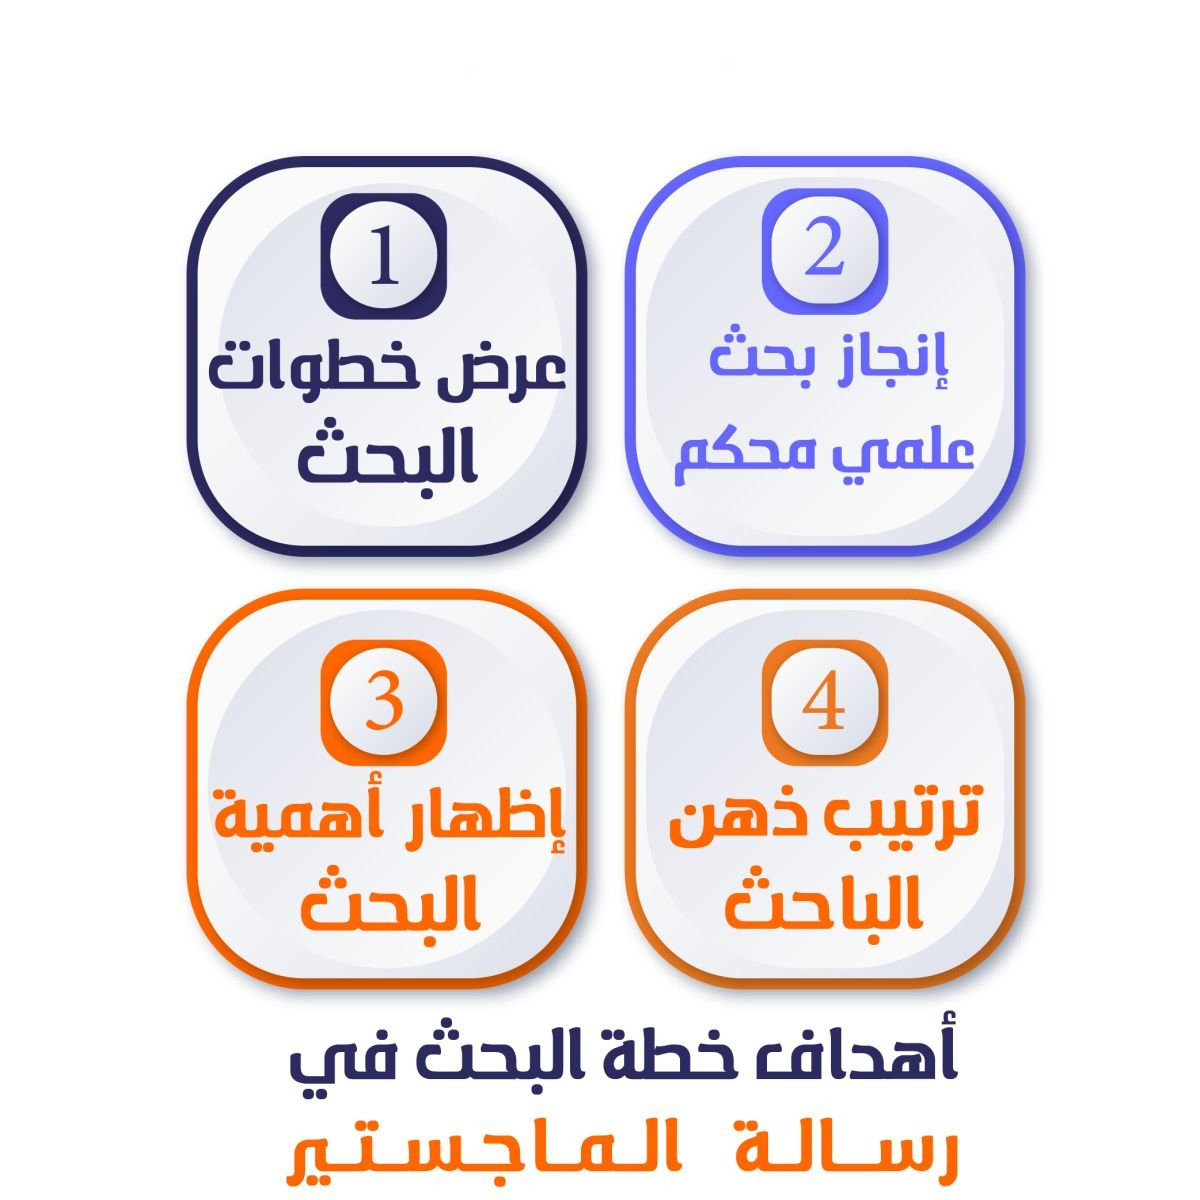 1
عرض خطوات
البحث
2
إنجاز بحث
علمي محكم
3
إظهار أهمية
البحث
4
ترتيب ذهن
الباحث
أهداف خطة البحث في
رسالة الماجستير